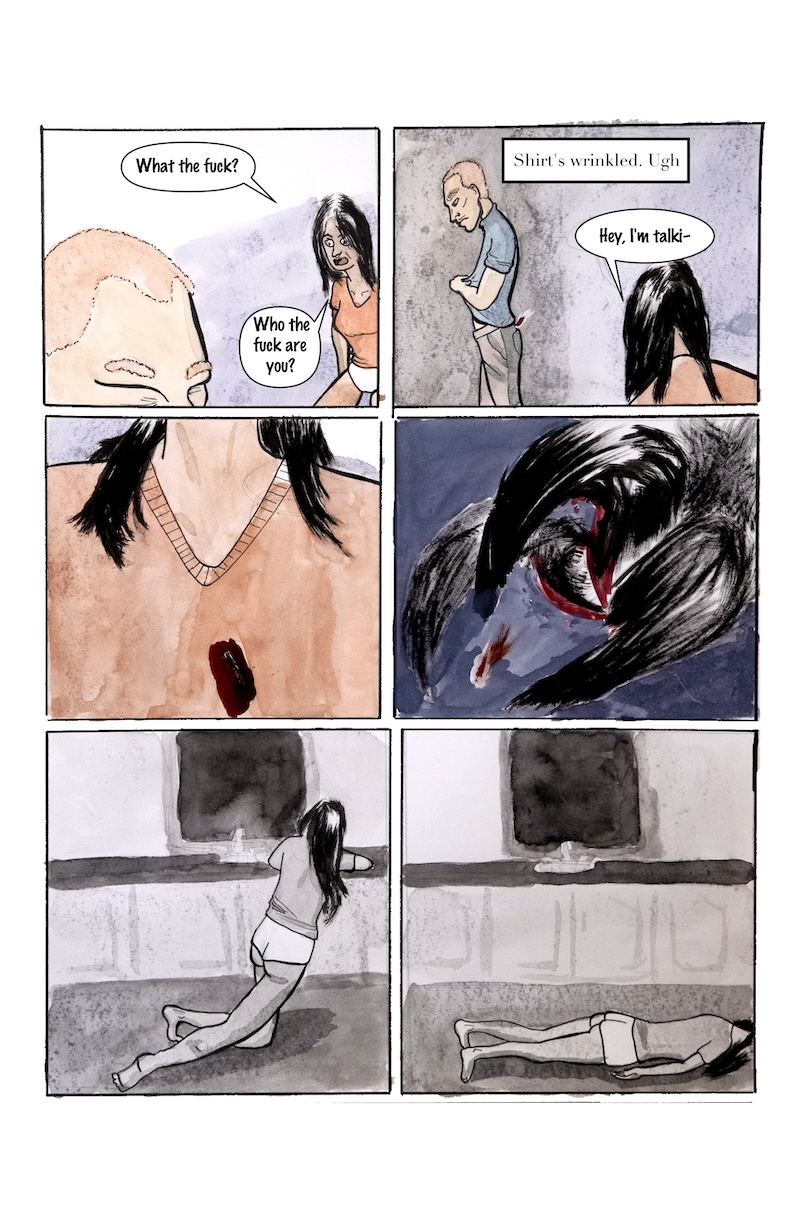 What the fuck?
Who the
fuck are
you?
Shirt's wrinkled. Ugh
Hey, I'm talki-